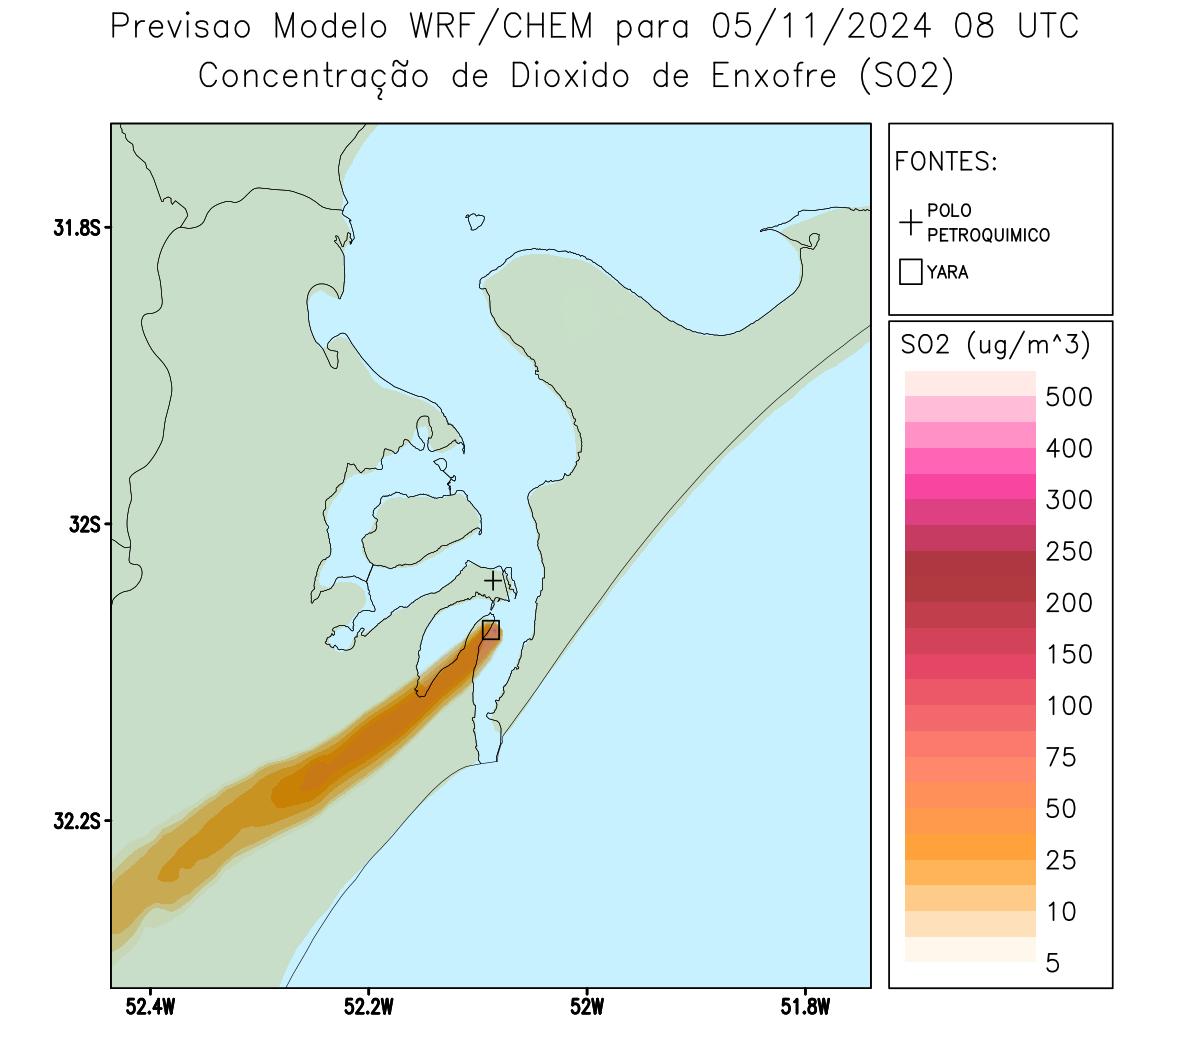 Previsao Modelo WRF/CHEM para 05/11/2024 08 UTC
Concentração de Dioxido de Enxofre (SO2)
31.8S
32S
32.2S
52.4W
52.2W
52W
51.8W
FONTES:
POLO
PETROQUIMICO
YARA
SO2 (ug/m^3)
500
400
300
250
200
150
100
75
50
25
10
5